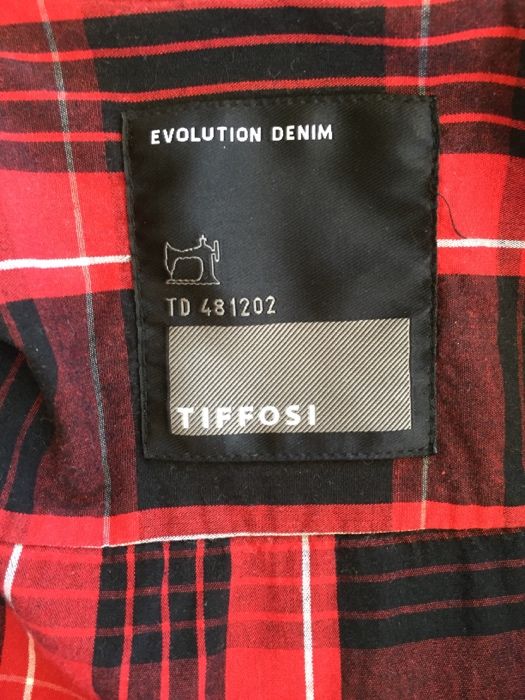 EVOLUTION DENIM
TD 481202
TIFFOSI